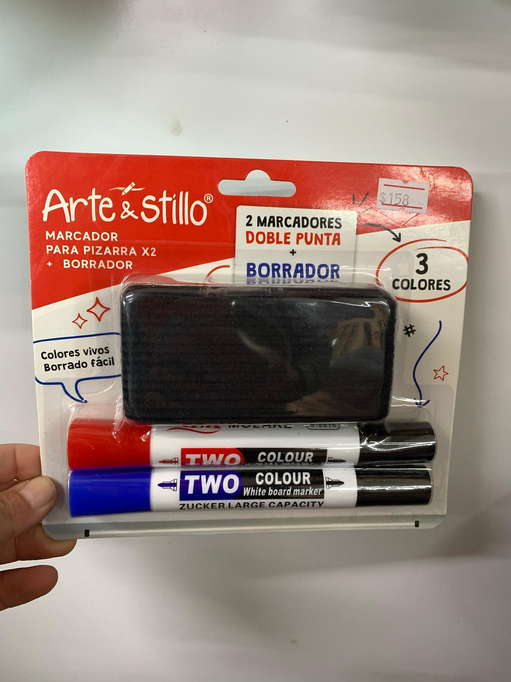 Arte & stillo®
MARCADOR
PARA PIZARRA X2
+ BORRADOR
$158
2 MARCADORES
DOBLE PUNTA
+
BORRADOR
3
COLORES
#
Colores vivos
Borrado fácil
TWO COLOUR
TWO COLOUR
White board marker
ZUCKER LARGE CAPACITY